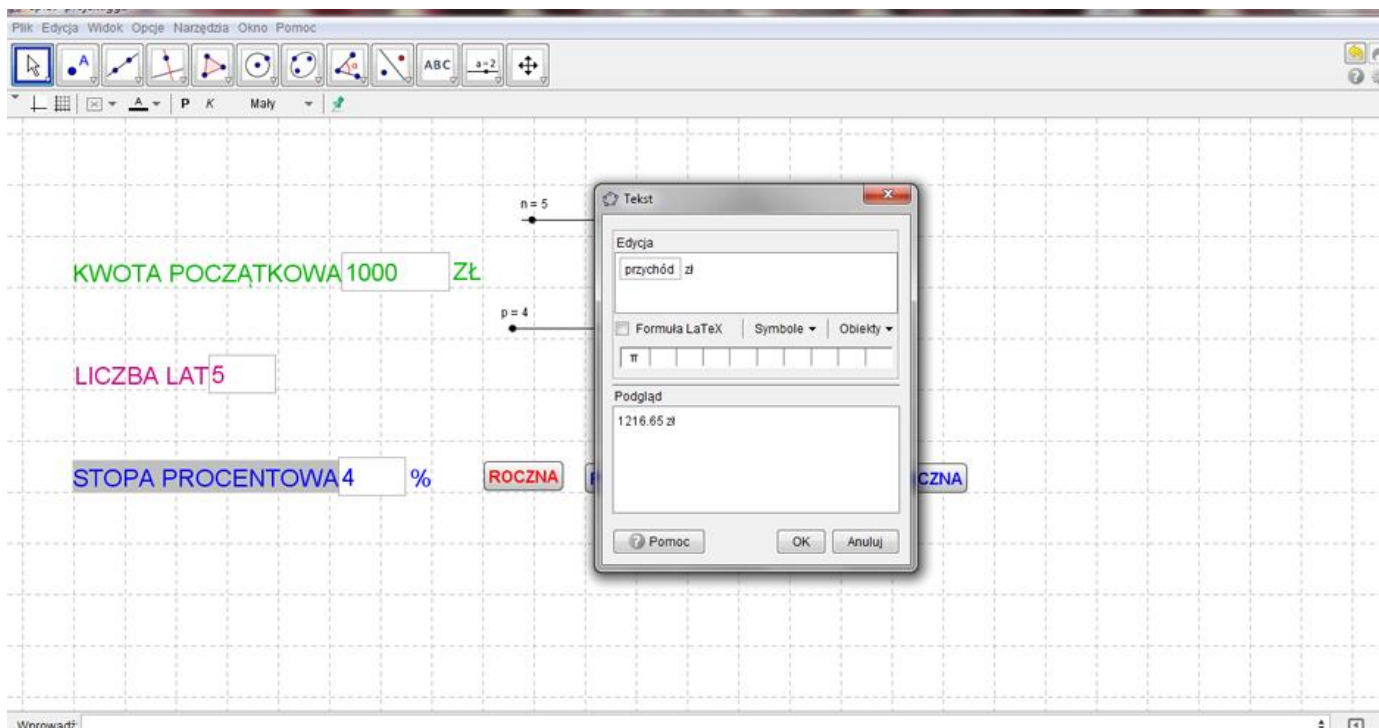 Plik Edycja Widok Opcje Narzędzia Okno Pomoc
A
α
ABC
a=2
A
P K Mały
n = 5
KWOTA POCZĄTKOWA 1000 ZŁ
p = 4
LICZBA LAT 5
STOPA PROCENTOWA 4 %
ROCZNA
CZNA
Tekst
Edycja
przychód zł
Formuła LaTeX Symbole Obiekty
π
Podgląd
1216.65 zł
Pomoc OK Anuluj
Wprowadź: